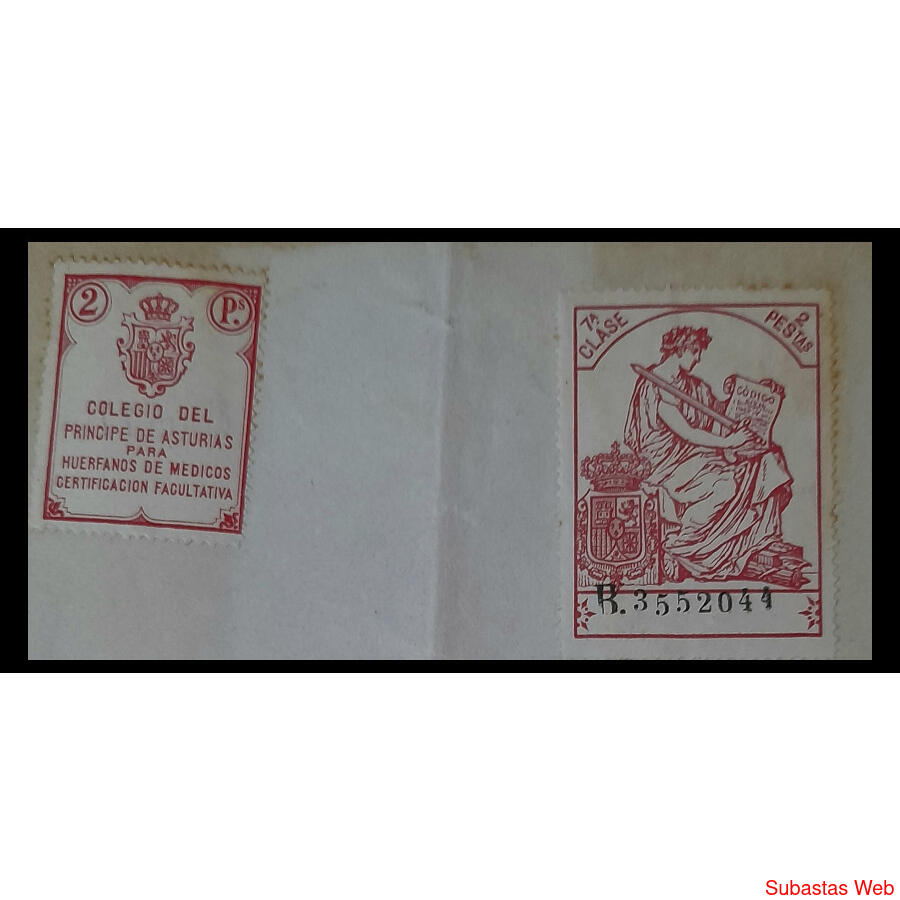 2 Ps.
COLEGIO DEL
PRINCIPE DE ASTURIAS
PARA
HUERFANOS DE MEDICOS
CERTIFICACION FACULTATIVA
7ª CLASE
2 PESTAS
CÓDIGO
3552044
Subastas Web